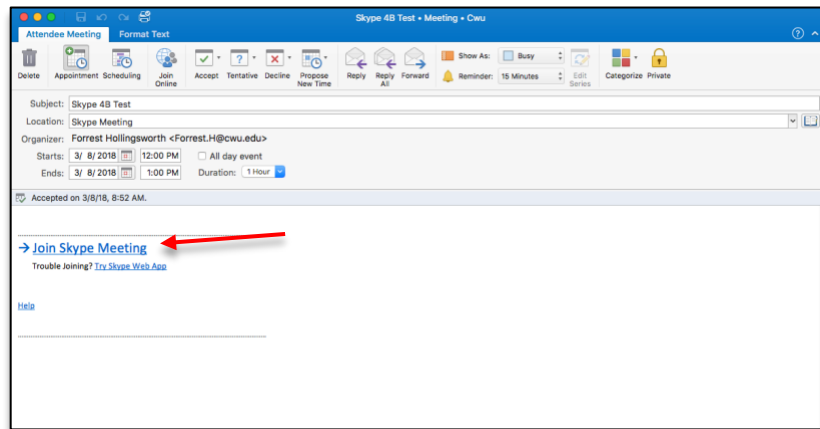 Skype 4B Test • Meeting • Cwu
Attendee Meeting Format Text
Delete Appointment Scheduling Join Online Accept Tentative Decline Propose New Time Reply Reply All Forward Show As: Busy Reminder: 15 Minutes Edit Series Categorize Private
Subject: Skype 4B Test
Location: Skype Meeting
Organizer: Forrest Hollingsworth <Forrest.H@cwu.edu>
Starts: 3/ 8/2018 12:00 PM All day event
Ends: 3/ 8/2018 1:00 PM Duration: 1 Hour
Accepted on 3/8/18, 8:52 AM.
→ Join Skype Meeting
Trouble Joining? Try Skype Web App
Help